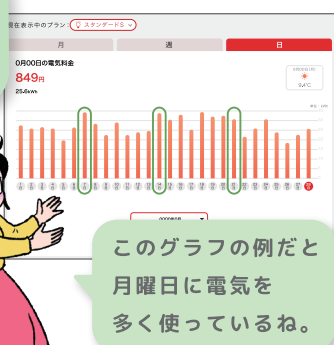 現在表示中のプラン：スタンダードS
月 週 日
0月00日の電気料金
849円
25.6kWh
このグラフの例だと
月曜日に電気を
多く使っているね。